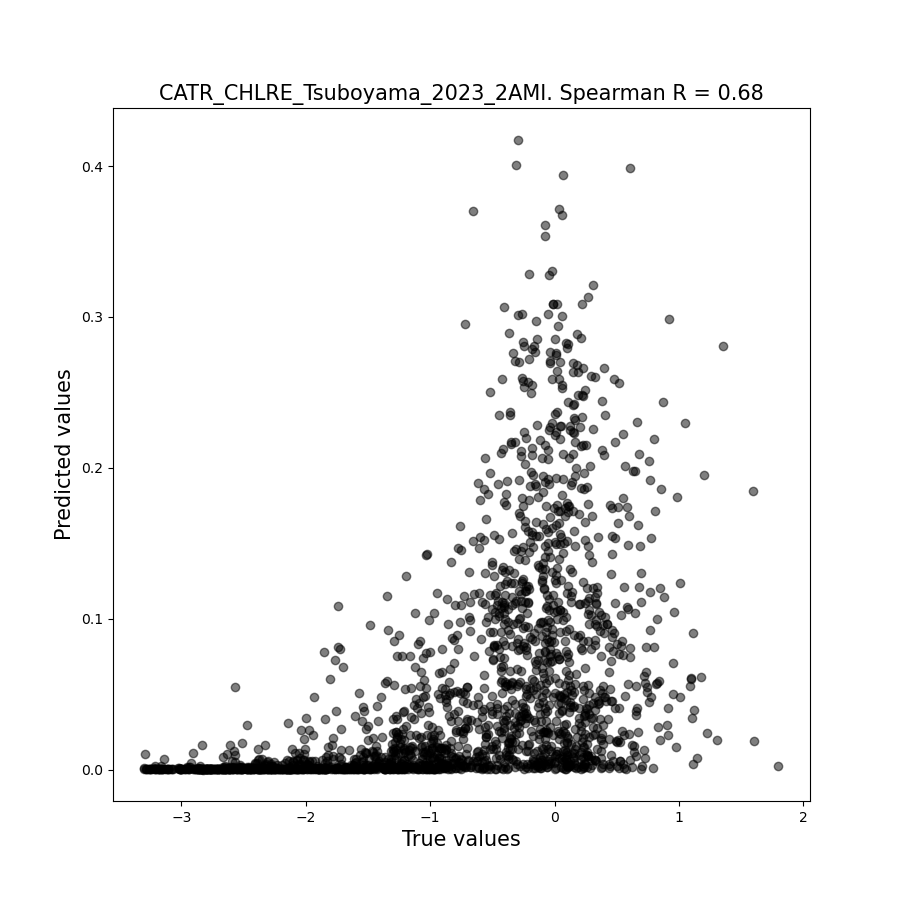 CATR_CHLRE_Tsuboyama_2023_2AMI. Spearman R = 0.68
Predicted values
0.4
0.3
0.2
0.1
0.0
−3 −2 −1 0 1 2
True values